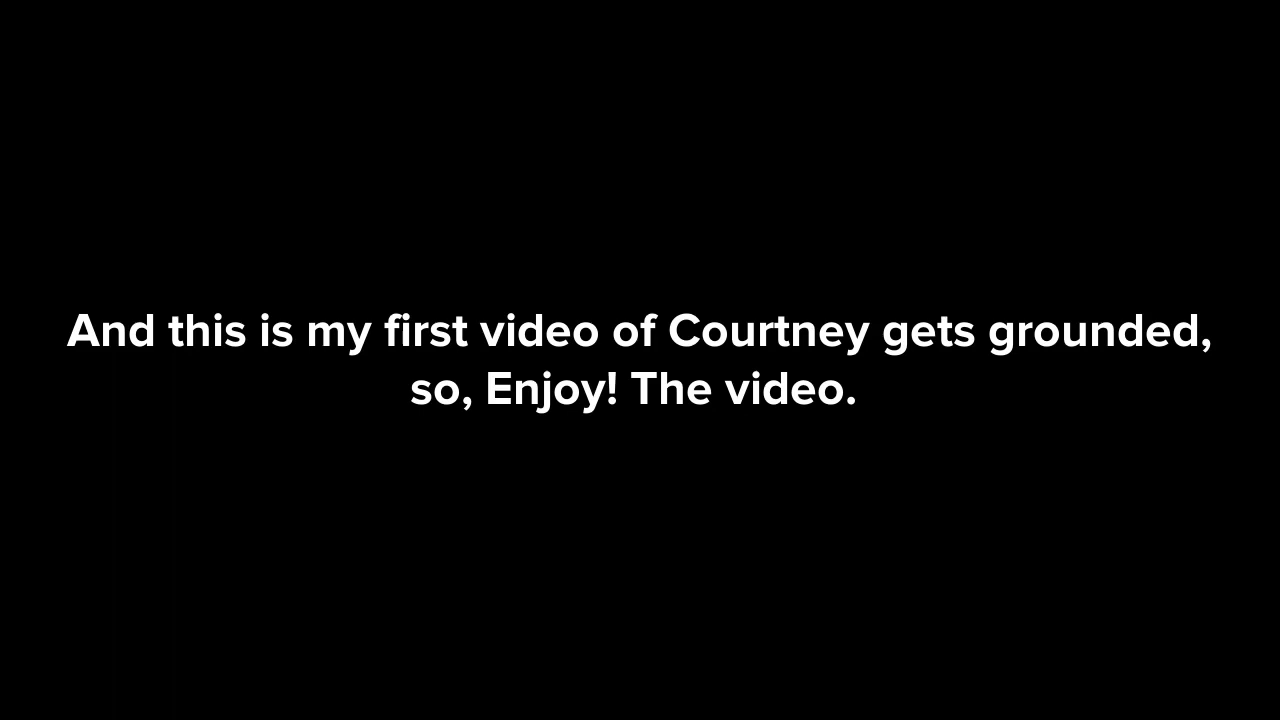 And this is my first video of Courtney gets grounded,
so, Enjoy! The video.